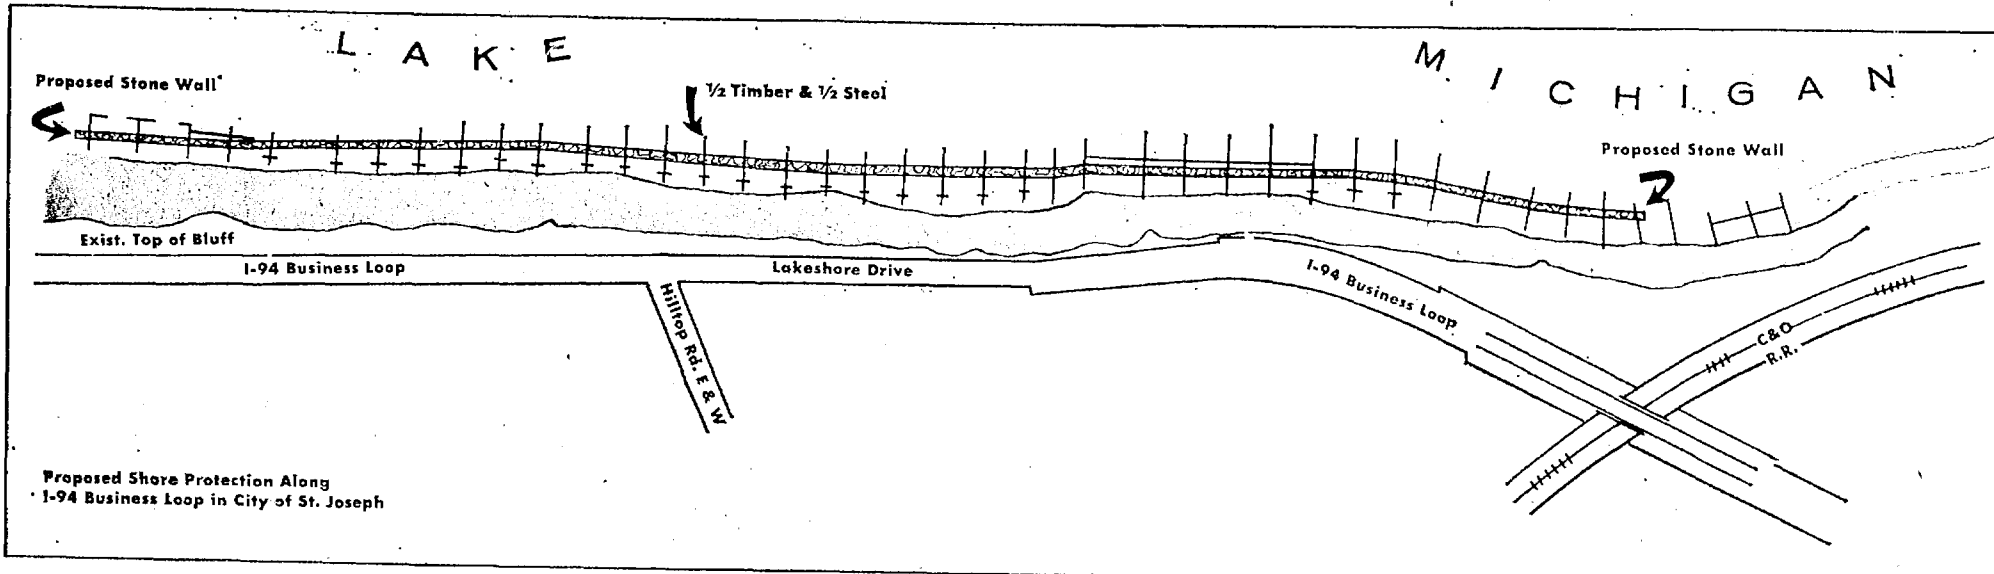 LAKE MICHIGAN
Proposed Stone Wall
½ Timber & ½ Steel
Proposed Stone Wall
Exist. Top of Bluff
I-94 Business Loop
Lakeshore Drive
I-94 Business Loop
Hilltop Rd. E & W
C&O
R.R.
Proposed Shore Protection Along
I-94 Business Loop in City of St. Joseph